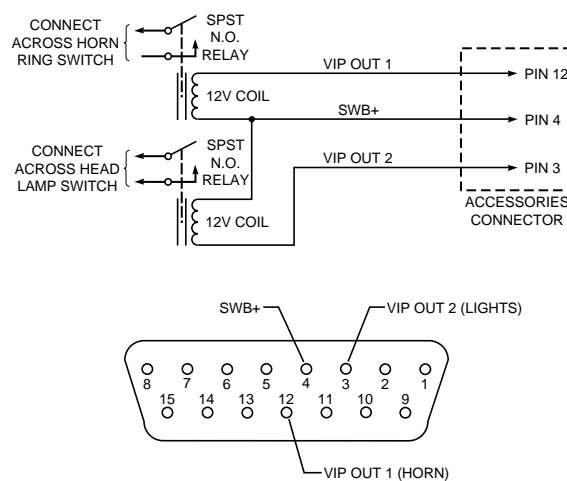 CONNECT
ACROSS HORN
RING SWITCH
SPST
N.O.
RELAY
12V COIL
VIP OUT 1
PIN 12
SWB+
PIN 4
CONNECT
ACROSS HEAD
LAMP SWITCH
SPST
N.O.
RELAY
12V COIL
VIP OUT 2
PIN 3
ACCESSORIES
CONNECTOR
SWB+
VIP OUT 2 (LIGHTS)
8 7 6 5 4 3 2 1
15 14 13 12 11 10 9
VIP OUT 1 (HORN)